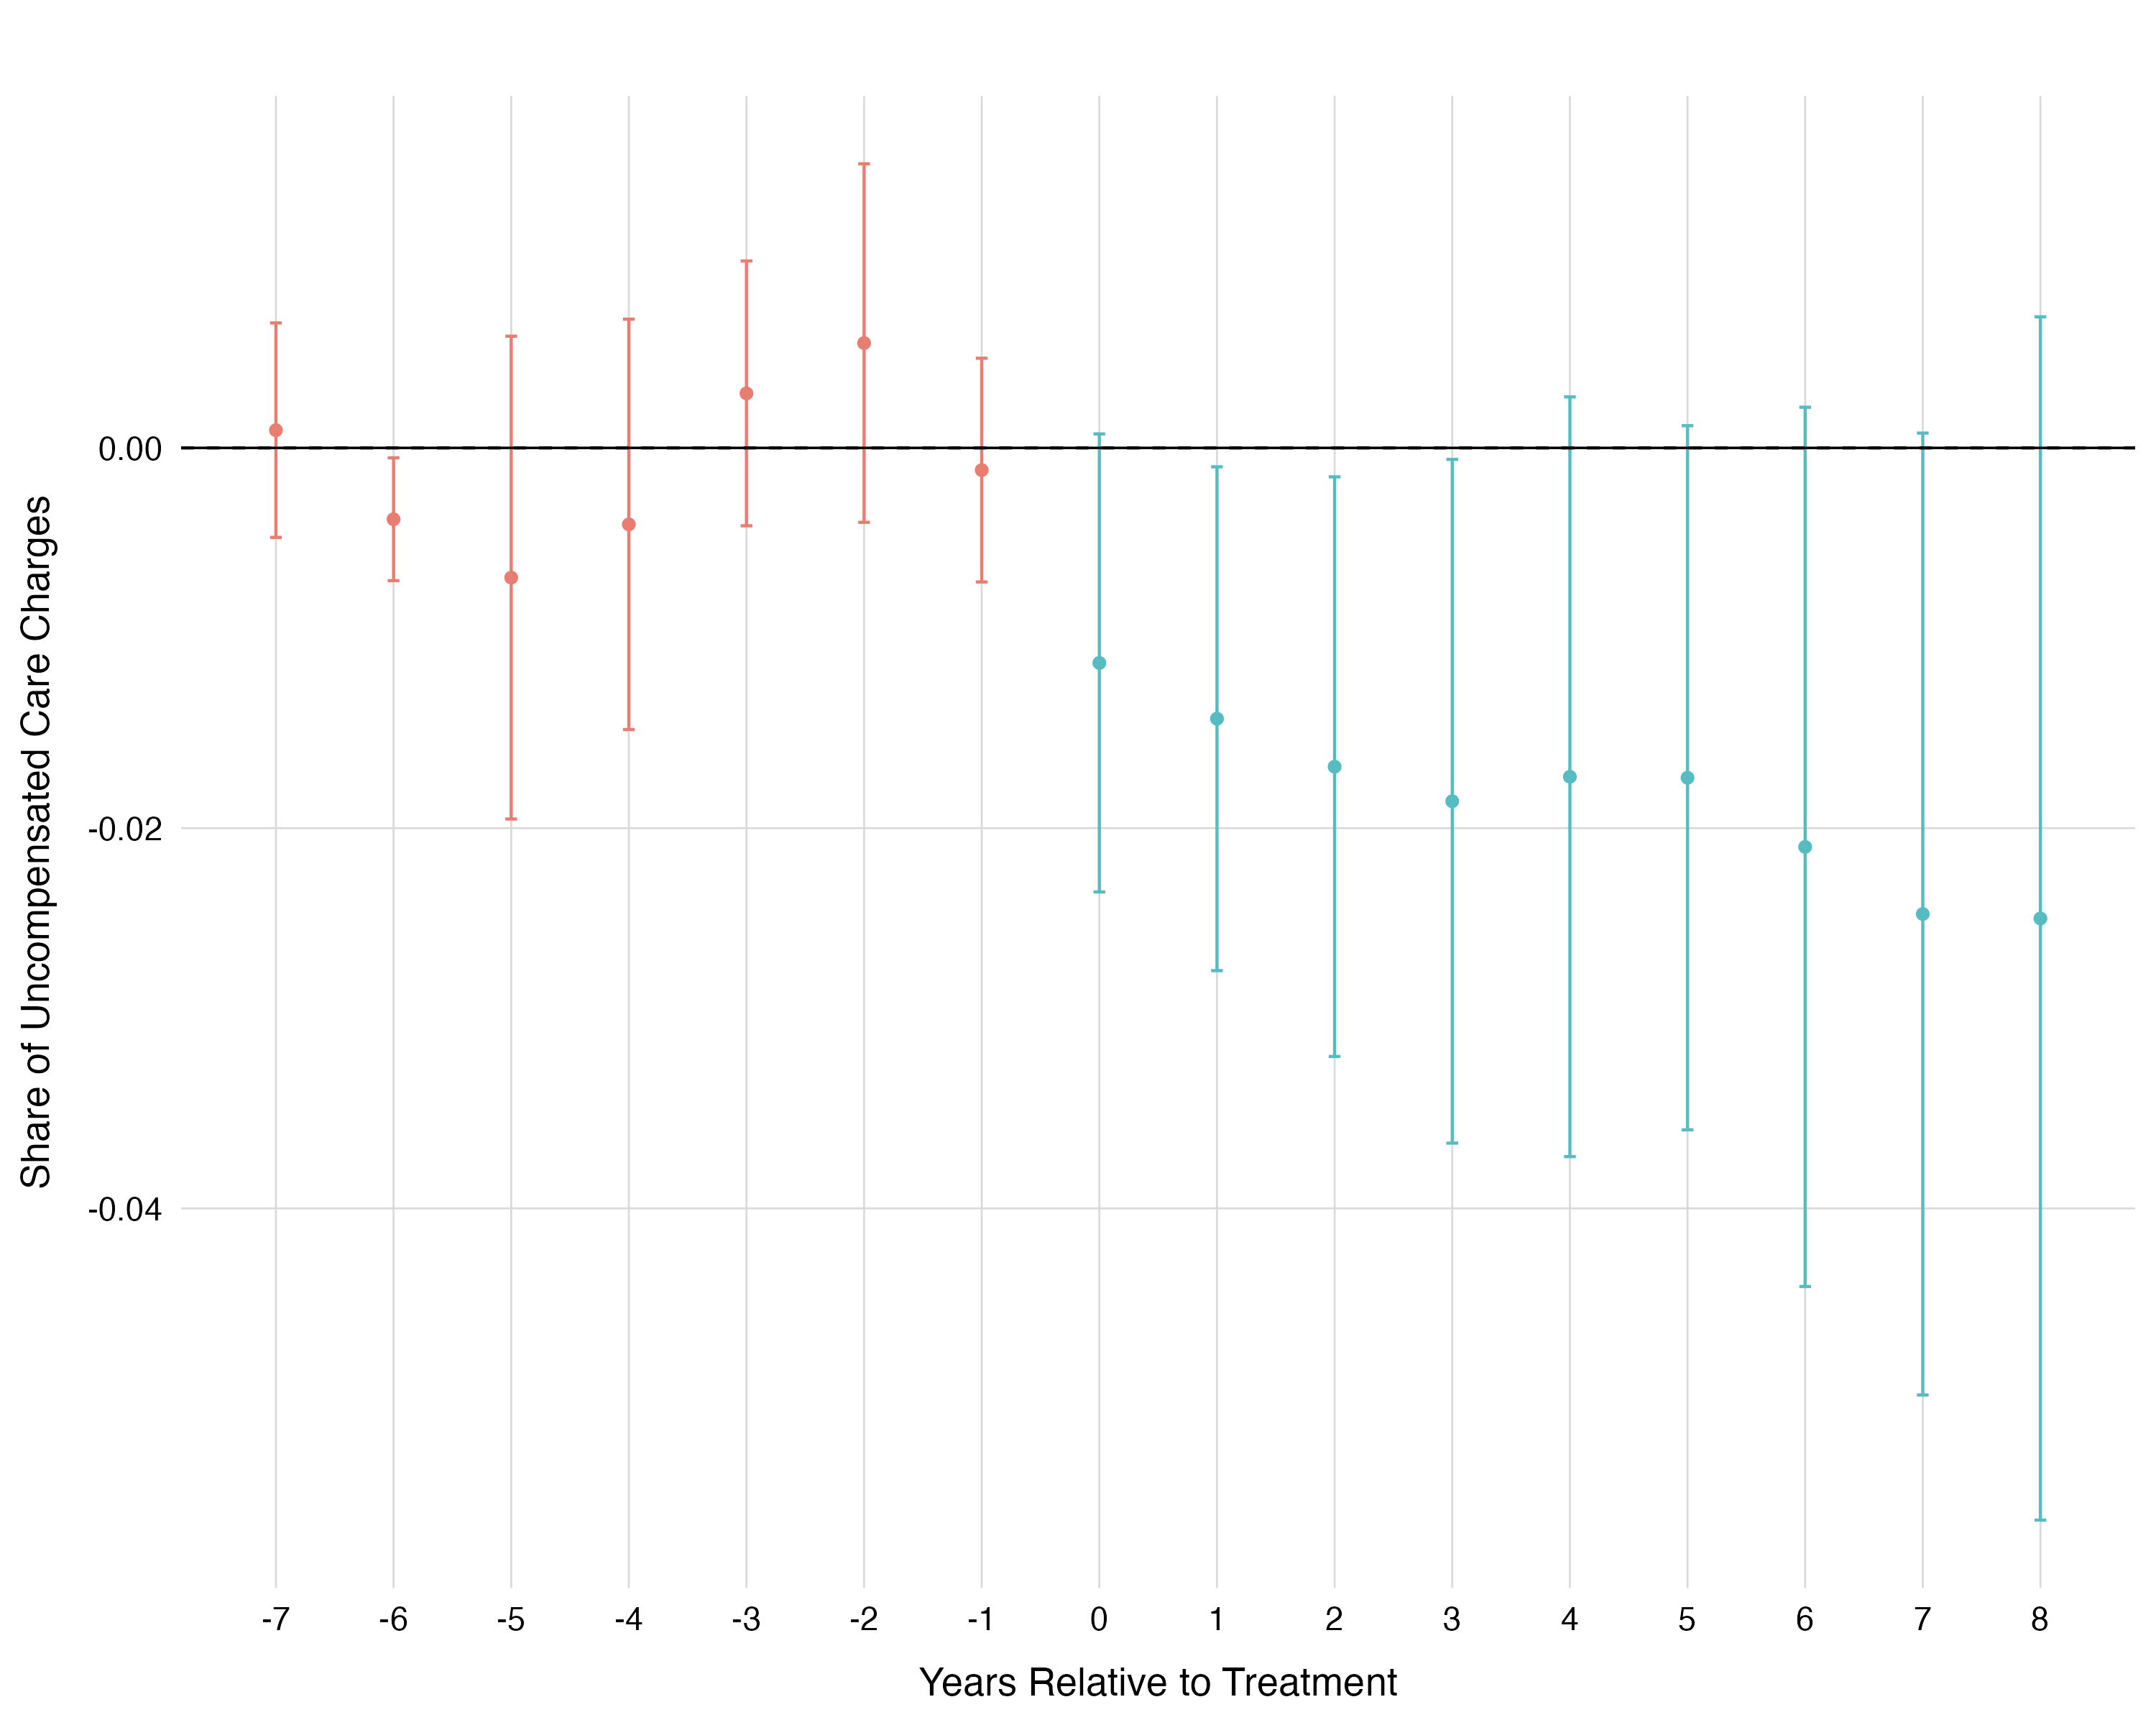 Share of Uncompensated Care Charges
0.00
-0.02
-0.04
-7 -6 -5 -4 -3 -2 -1 0 1 2 3 4 5 6 7 8
Years Relative to Treatment